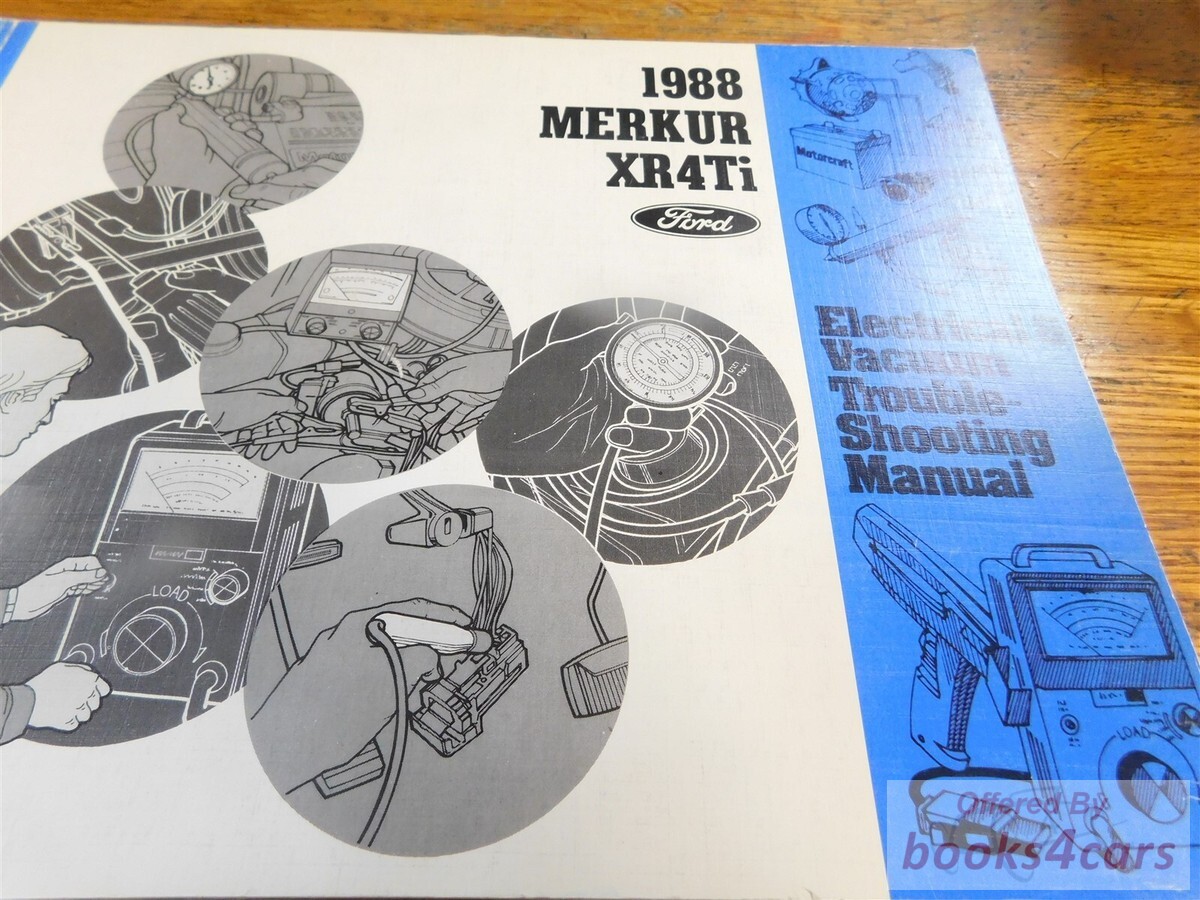 1988
MERKUR
XR4Ti
Ford
Motorcraft
Electrical &
Vacuum
Trouble-
Shooting
Manual
LOAD
LOAD
Offered By
books4cars